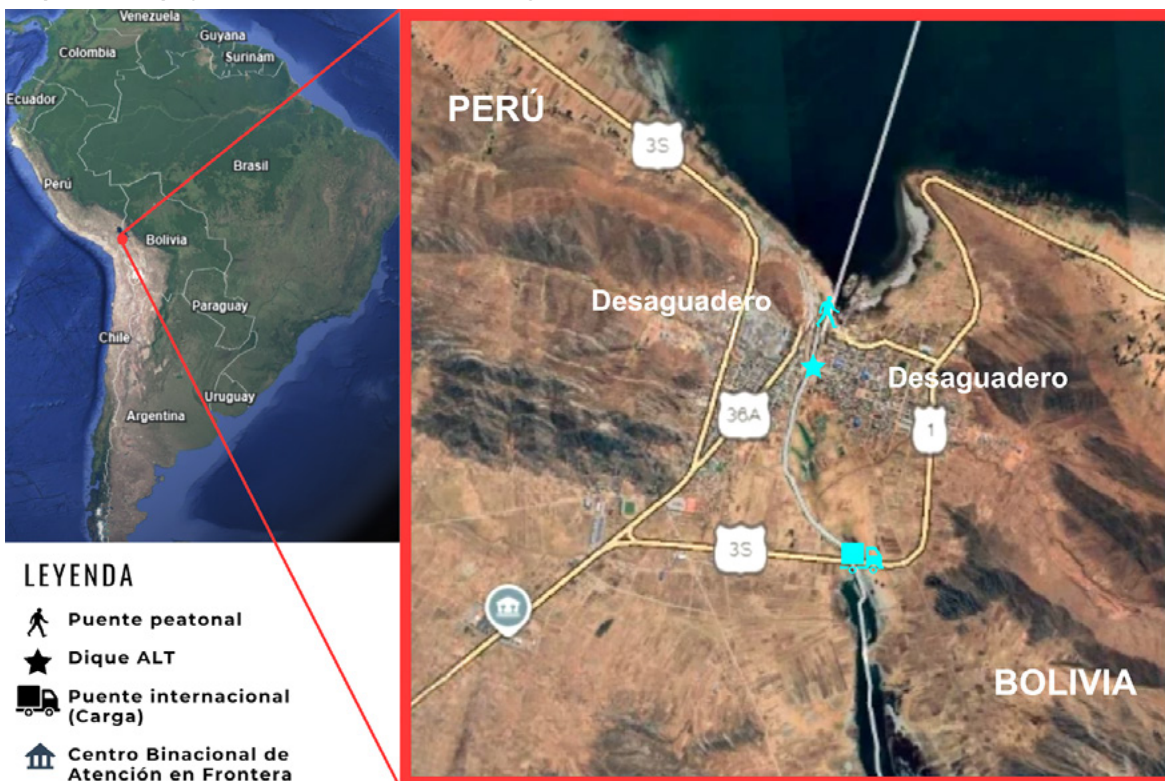 Venezuela
Guyana
Colombia
Surinam
Ecuador
Brasil
Perú
Bolivia
Paraguay
Chile
Uruguay
Argentina
LEYENDA
Puente peatonal
Dique ALT
Puente internacional
(Carga)
Centro Binacional de
Atención en Frontera
PERÚ
3S
Desaguadero
Desaguadero
36A
1
3S
BOLIVIA